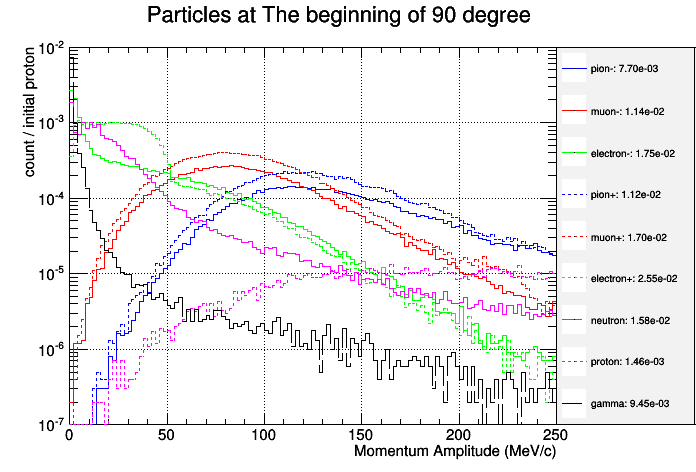 Particles at The beginning of 90 degree
count / initial proton
10^-2
10^-3
10^-4
10^-5
10^-6
10^-7
0 50 100 150 200 250
Momentum Amplitude (MeV/c)
pion-: 7.70e-03
muon-: 1.14e-02
electron-: 1.75e-02
pion+: 1.12e-02
muon+: 1.70e-02
electron+: 2.55e-02
neutron: 1.58e-02
proton: 1.46e-03
gamma: 9.45e-03